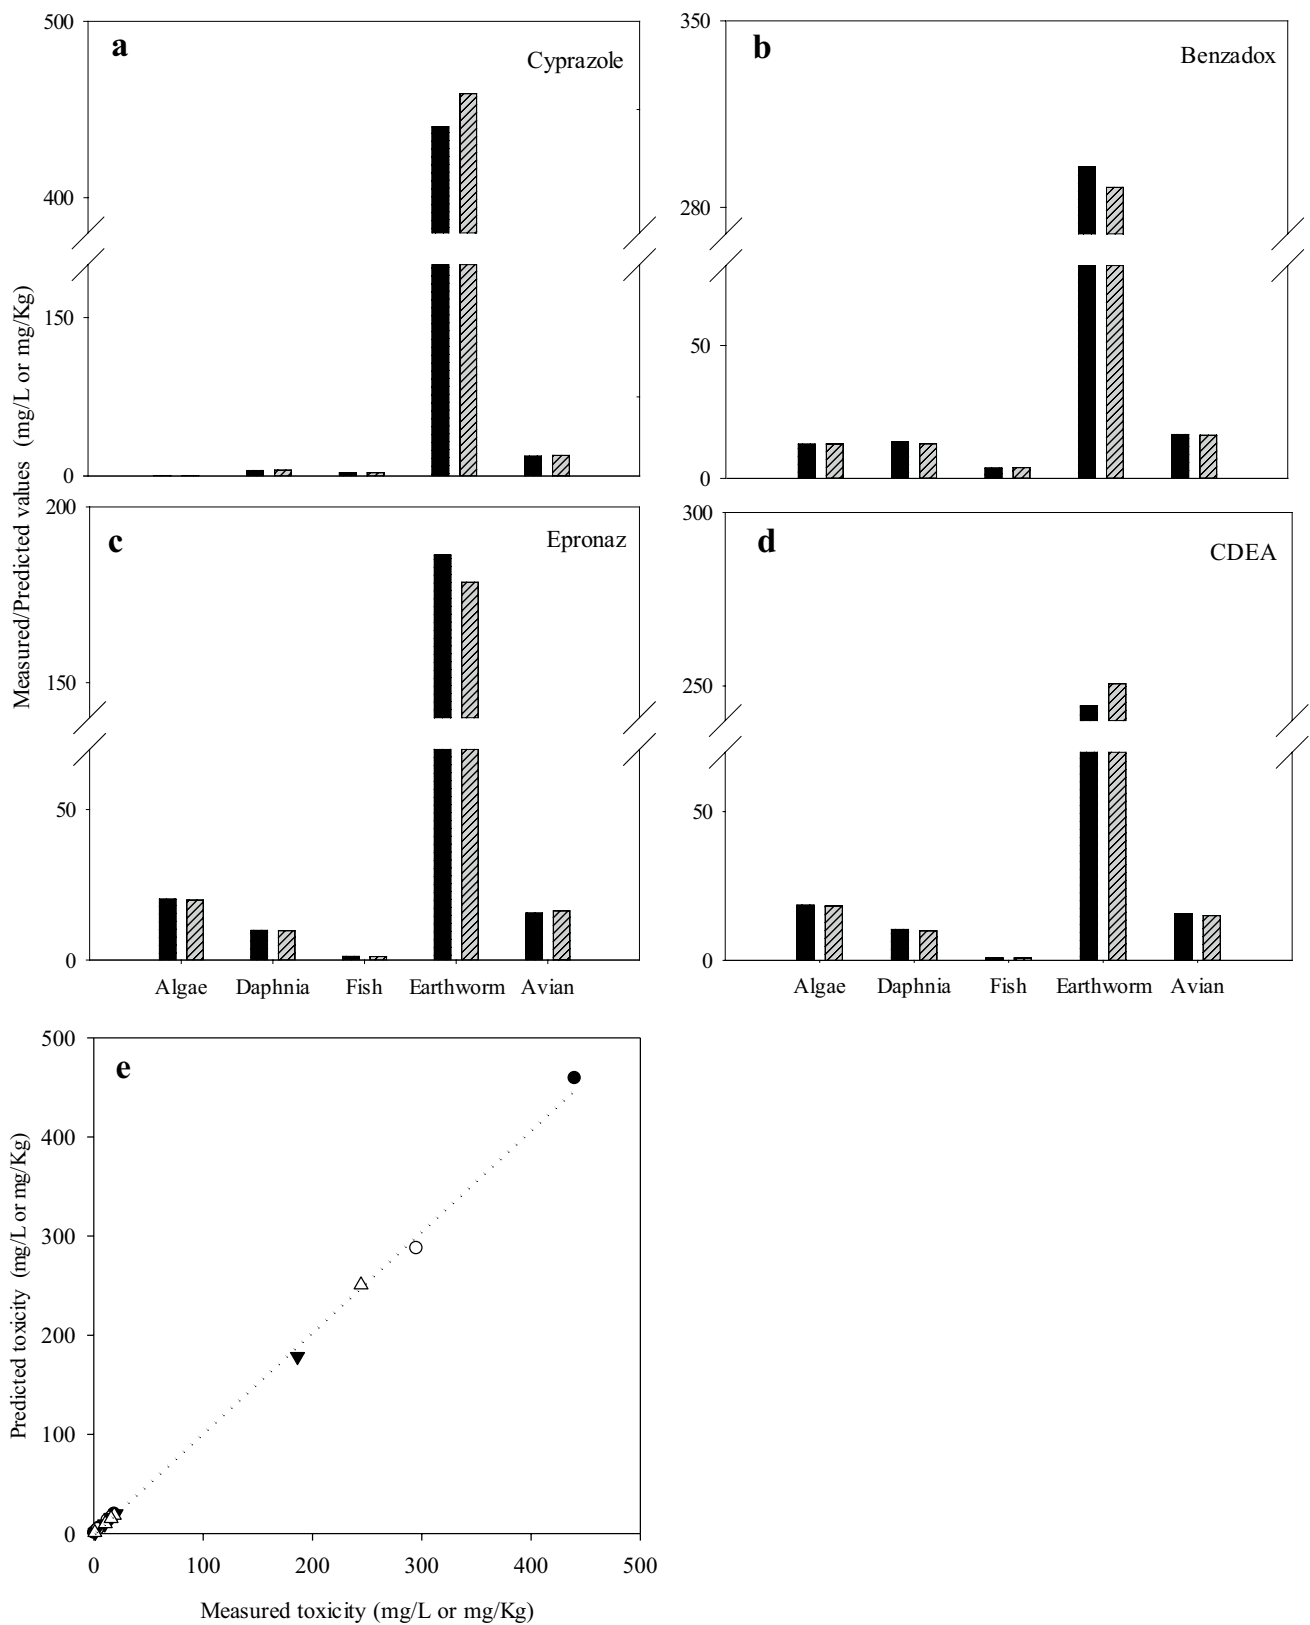 500
a
Cyprazole
400
150
0
350
b
Benzadox
280
50
0
Measured/Predicted values (mg/L or mg/Kg)
200
c
Epronaz
150
50
0
Algae Daphnia Fish Earthworm Avian
300
d
CDEA
250
50
0
Algae Daphnia Fish Earthworm Avian
500
e
400
300
200
100
0
0 100 200 300 400 500
Predicted toxicity (mg/L or mg/Kg)
Measured toxicity (mg/L or mg/Kg)